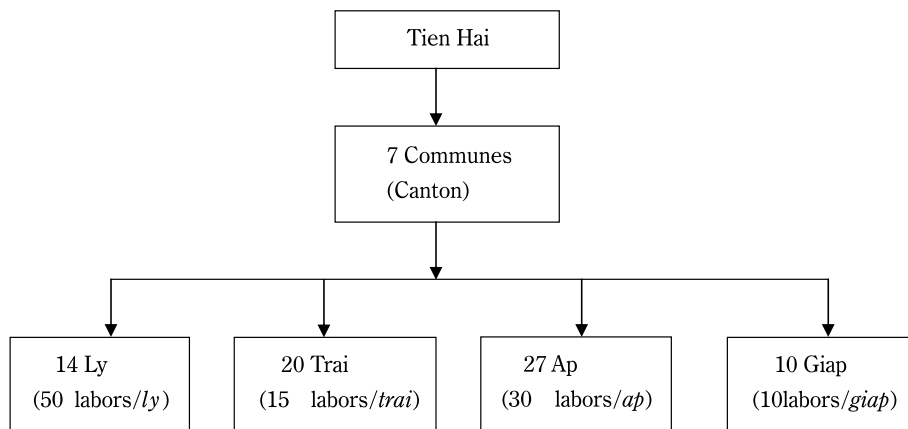 Tien Hai
7 Communes
(Canton)
14 Ly
(50 labors/ly)
20 Trai
(15 labors/trai)
27 Ap
(30 labors/ap)
10 Giap
(10labors/giap)